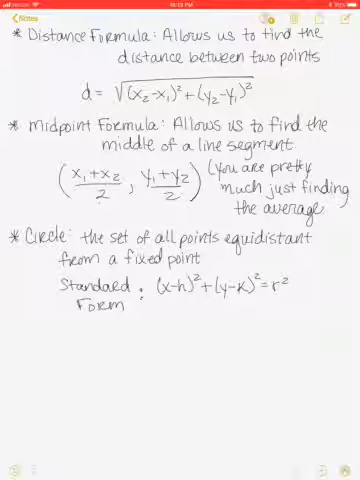 Notes
* Distance Formula: Allows us to find the
distance between two points
d = √(x₂-x₁)²+(y₂-y₁)²
* Midpoint Formula: Allows us to find the
middle of a line segment
(x₁+x₂/2, y₁+y₂/2) (you are pretty
much just finding
the average
* Circle: the set of all points equidistant
from a fixed point
Standard : (x-h)²+(y-k)²=r²
Form